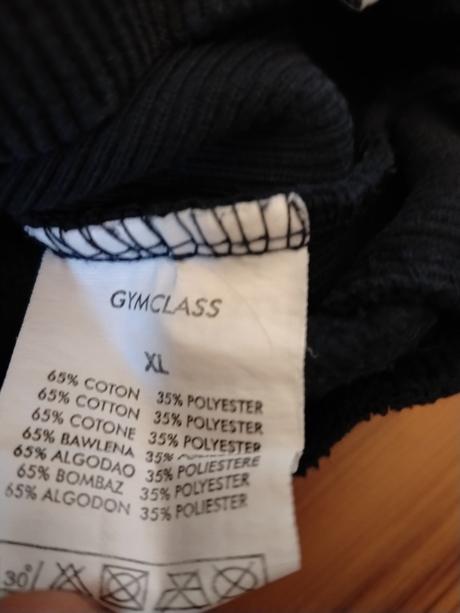 GYMCLASS
XL
65% COTON 35% POLYESTER
65% COTTON 35% POLYESTER
65% COTONE 35% POLYESTER
65% BAWLENA 35%
65% ALGODAO 35% POLIESTERE
65% BOMBAZ 35% POLYESTER
65% ALGODON 35% POLIESTER
30°